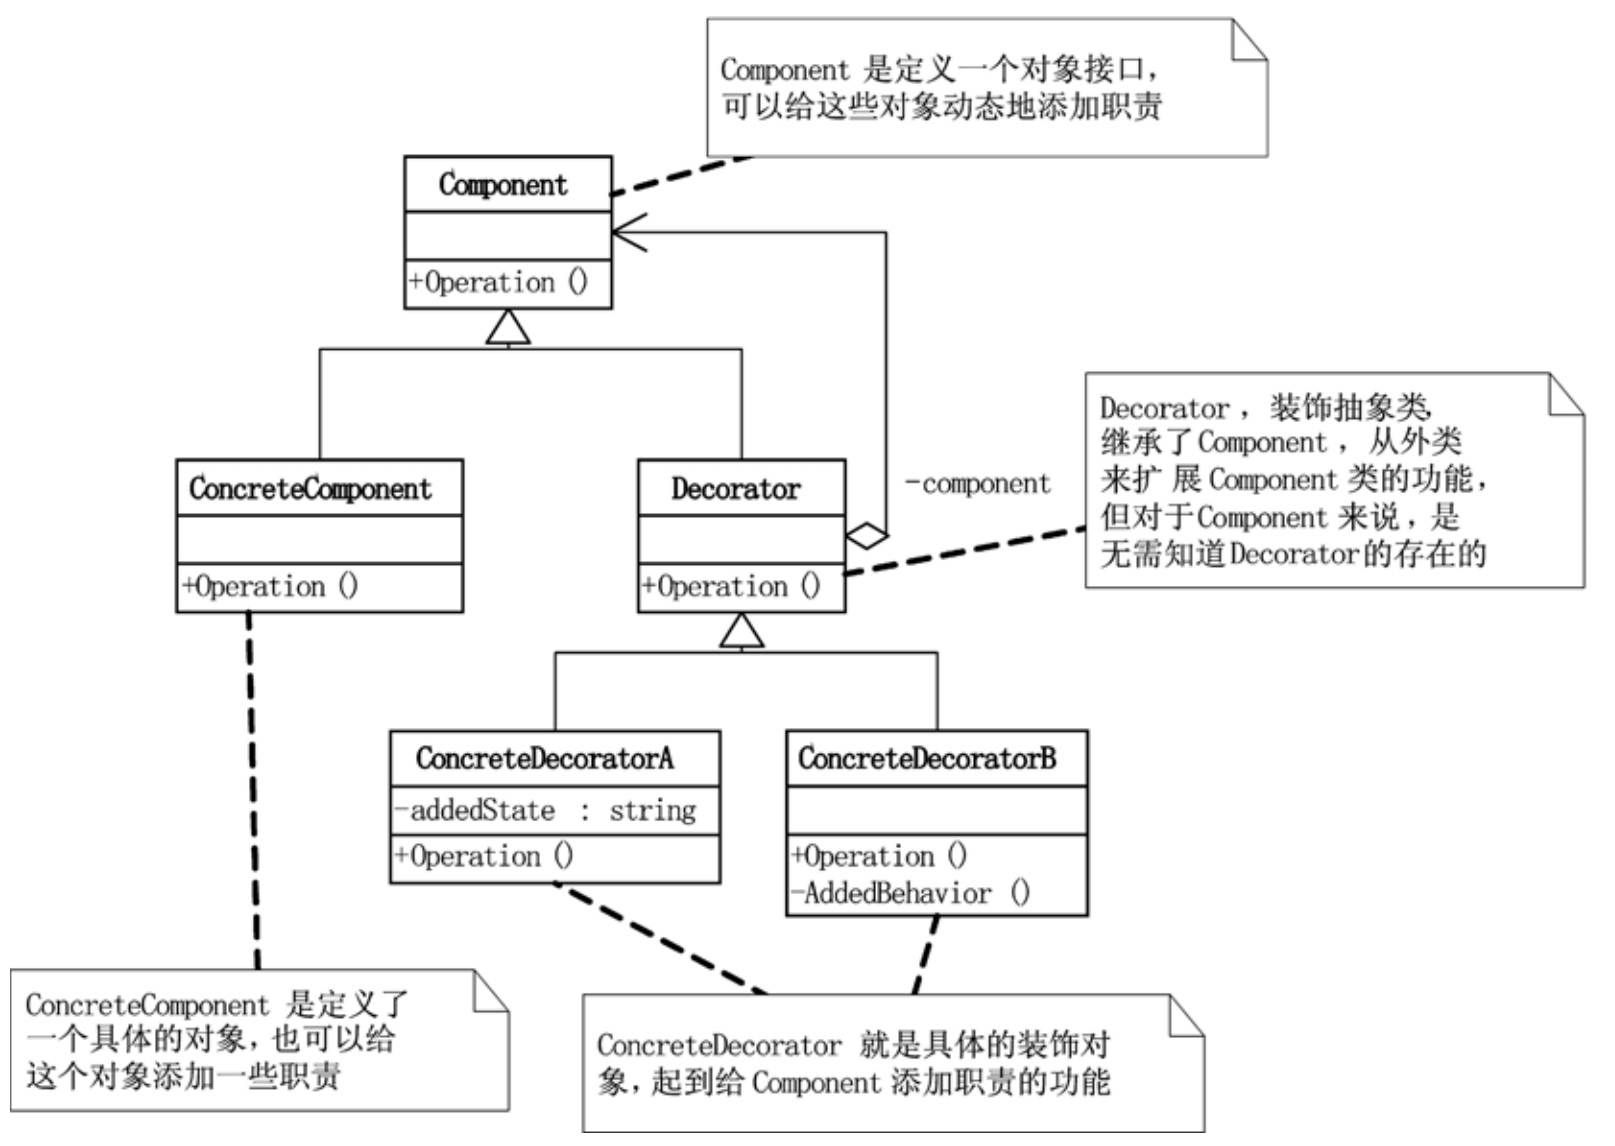 Component 是定义一个对象接口，
可以给这些对象动态地添加职责
Component
+Operation ()
Decorator ，装饰抽象类，
继承了Component ，从外类
来扩 展 Component 类的功能，
但对于Component 来说，是
无需知道Decorator的存在的
ConcreteComponent
+Operation ()
Decorator
+Operation ()
-component
ConcreteDecoratorA
-addedState : string
+Operation ()
ConcreteDecoratorB
+Operation ()
-AddedBehavior ()
ConcreteComponent 是定义了
一个具体的对象，也可以给
这个对象添加一些职责
ConcreteDecorator 就是具体的装饰对
象，起到给 Component 添加职责的功能